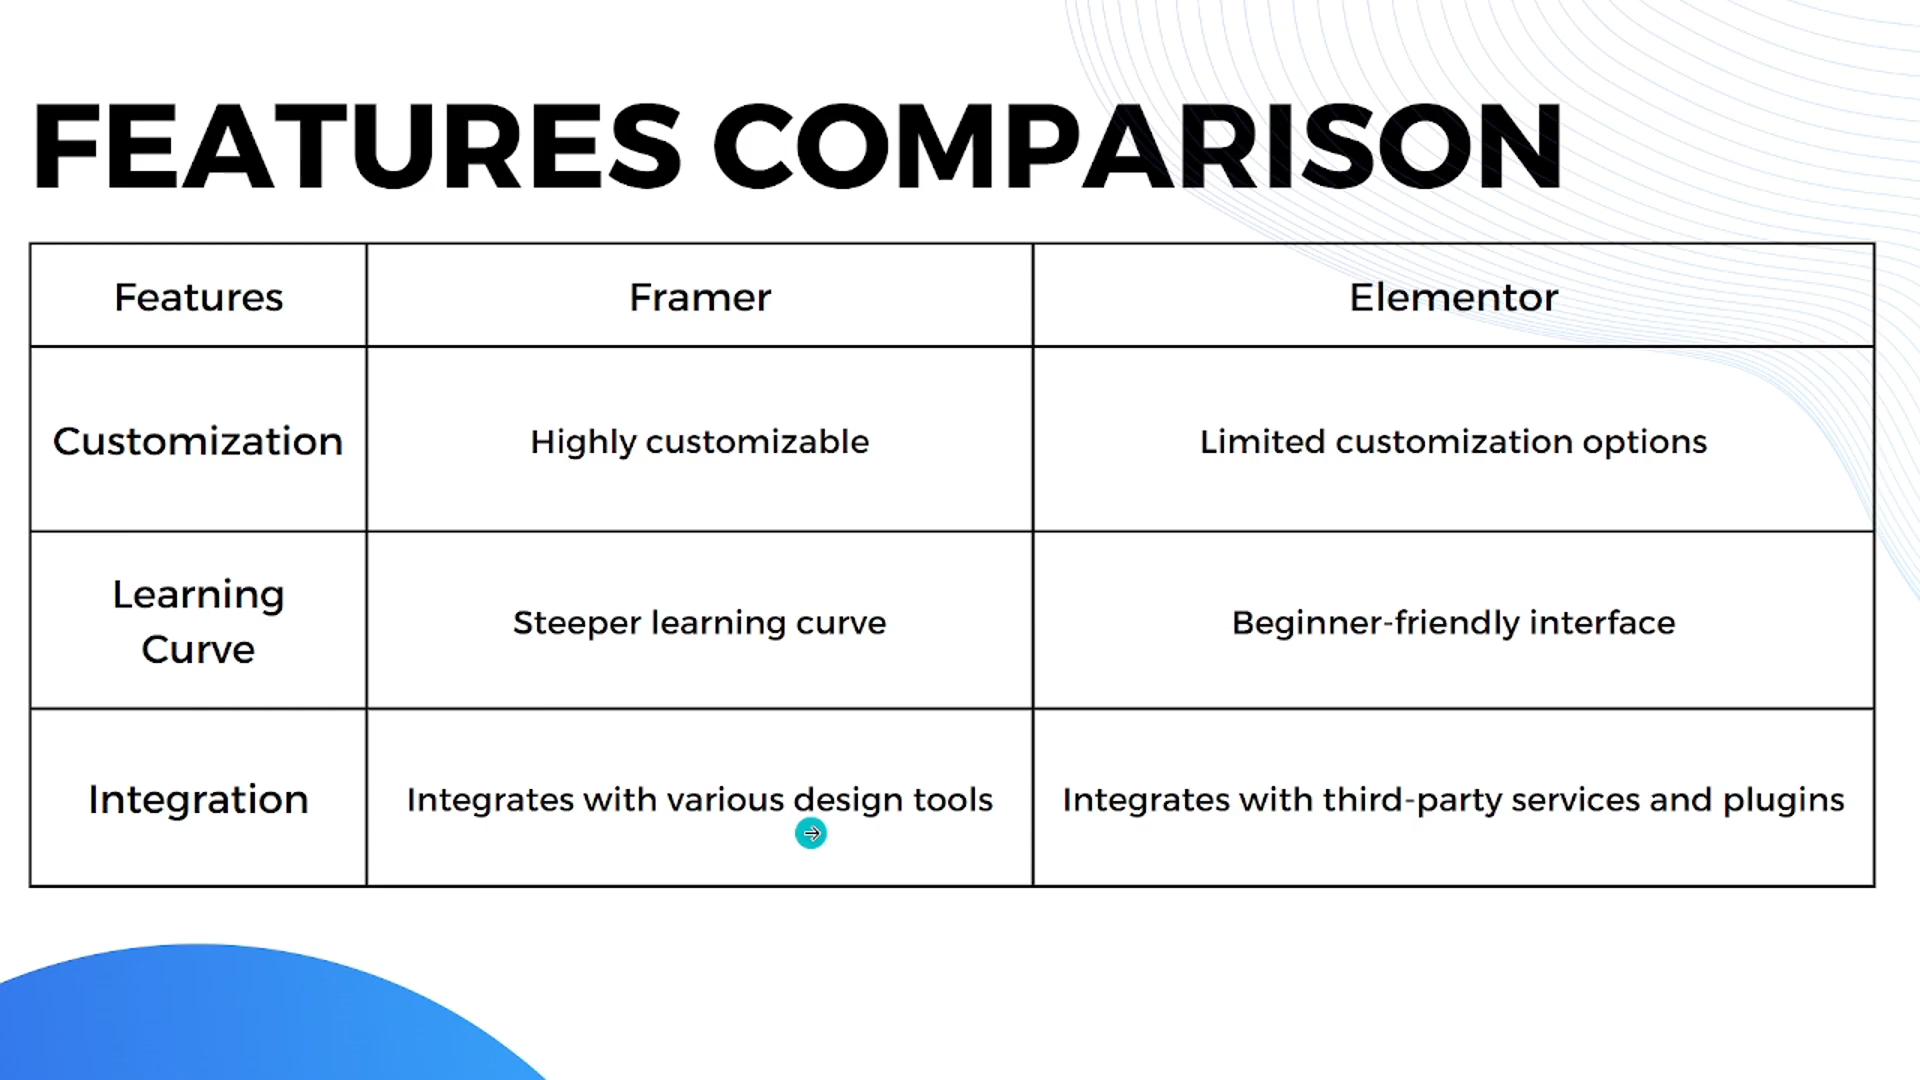 FEATURES COMPARISON
Features
Framer
Elementor
Customization
Highly customizable
Limited customization options
Learning
Curve
Steeper learning curve
Beginner-friendly interface
Integration
Integrates with various design tools
Integrates with third-party services and plugins